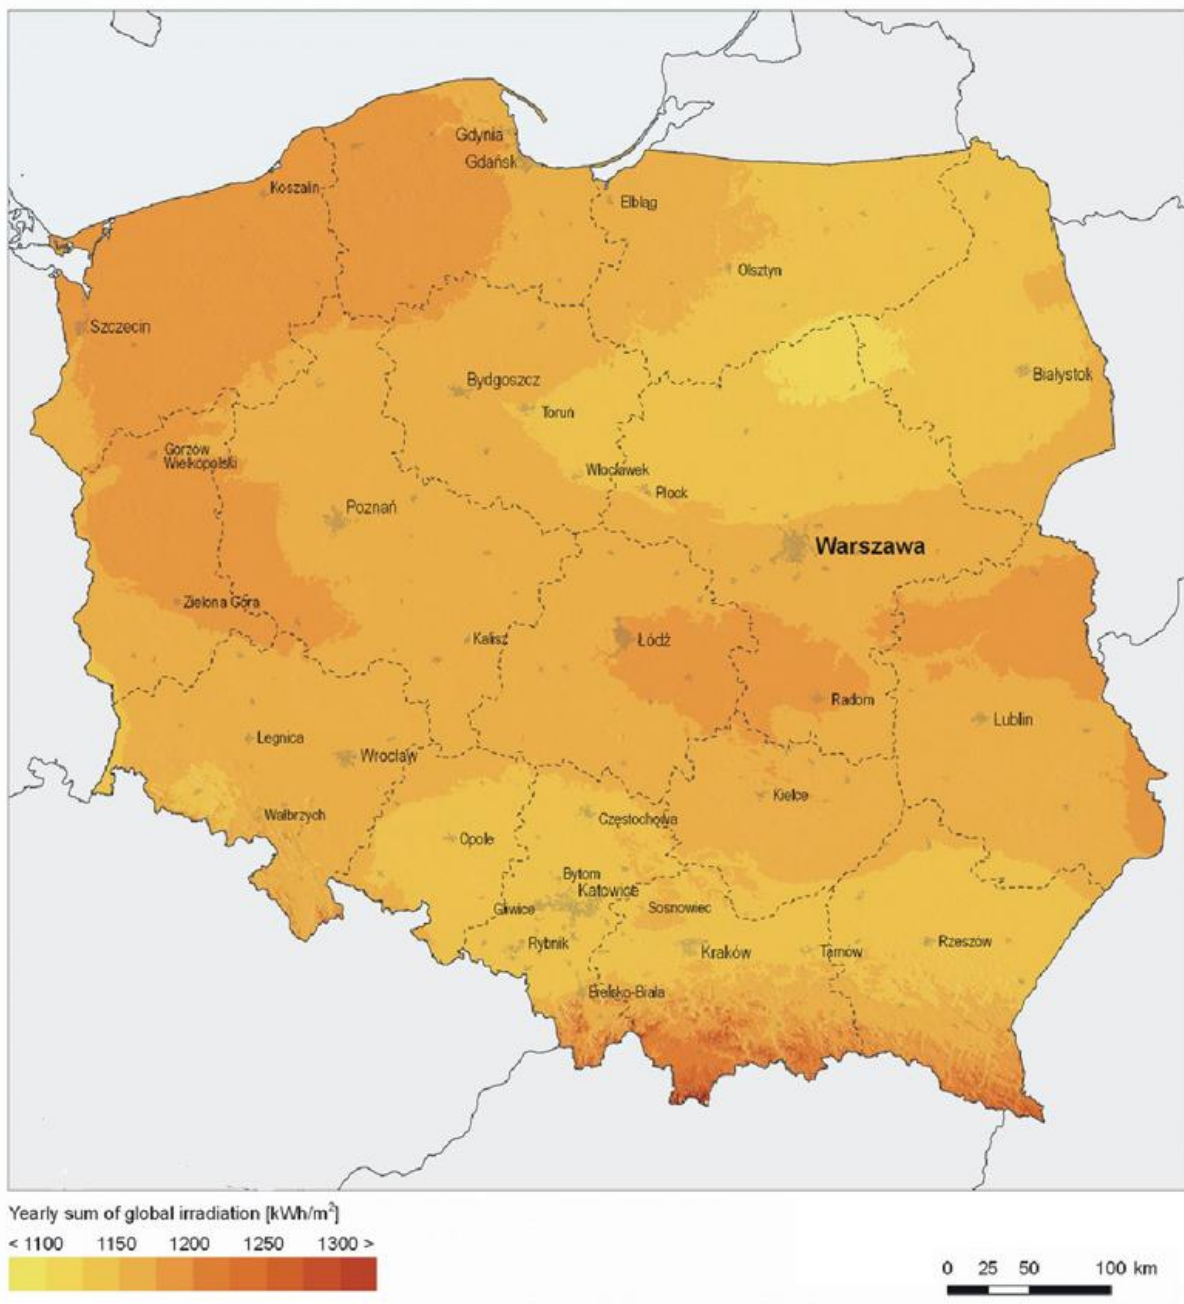 Gdynia
Gdańsk
Koszalin
Elbląg
Olsztyn
Szczecin
Białystok
Bydgoszcz
Toruń
Gorzów
Wielkopolski
Włocławek
Płock
Poznań
Warszawa
Zielona Góra
Kalisz
Łódź
Radom
Lublin
Legnica
Wrocław
Kielce
Wałbrzych
Częstochowa
Opole
Bytom
Katowice
Gliwice
Sosnowiec
Rybnik
Kraków
Tarnów
Rzeszów
Bielsko-Biała
Yearly sum of global irradiation [kWh/m²]
< 1100 1150 1200 1250 1300 >
0 25 50 100 km